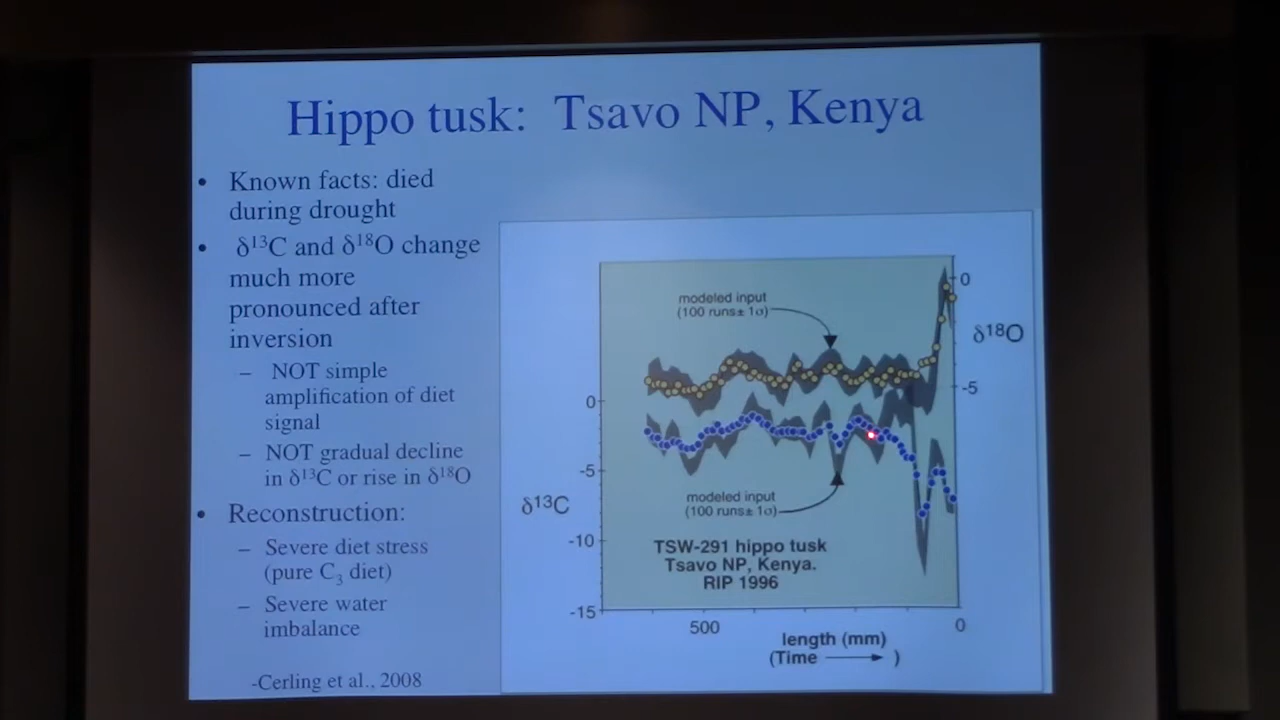 Hippo tusk: Tsavo NP, Kenya
• Known facts: died
during drought
• δ¹³C and δ¹⁸O change
much more
pronounced after
inversion
– NOT simple
amplification of diet
signal
– NOT gradual decline
in δ¹³C or rise in δ¹⁸O
• Reconstruction:
– Severe diet stress
(pure C₃ diet)
– Severe water
imbalance
-Cerling et al., 2008
modeled input
(100 runs± 1σ)
0
δ¹⁸O
-5
0
-5
δ¹³C
-10
-15
modeled input
(100 runs± 1σ)
TSW-291 hippo tusk
Tsavo NP, Kenya.
RIP 1996
500
0
length (mm)
(Time → )